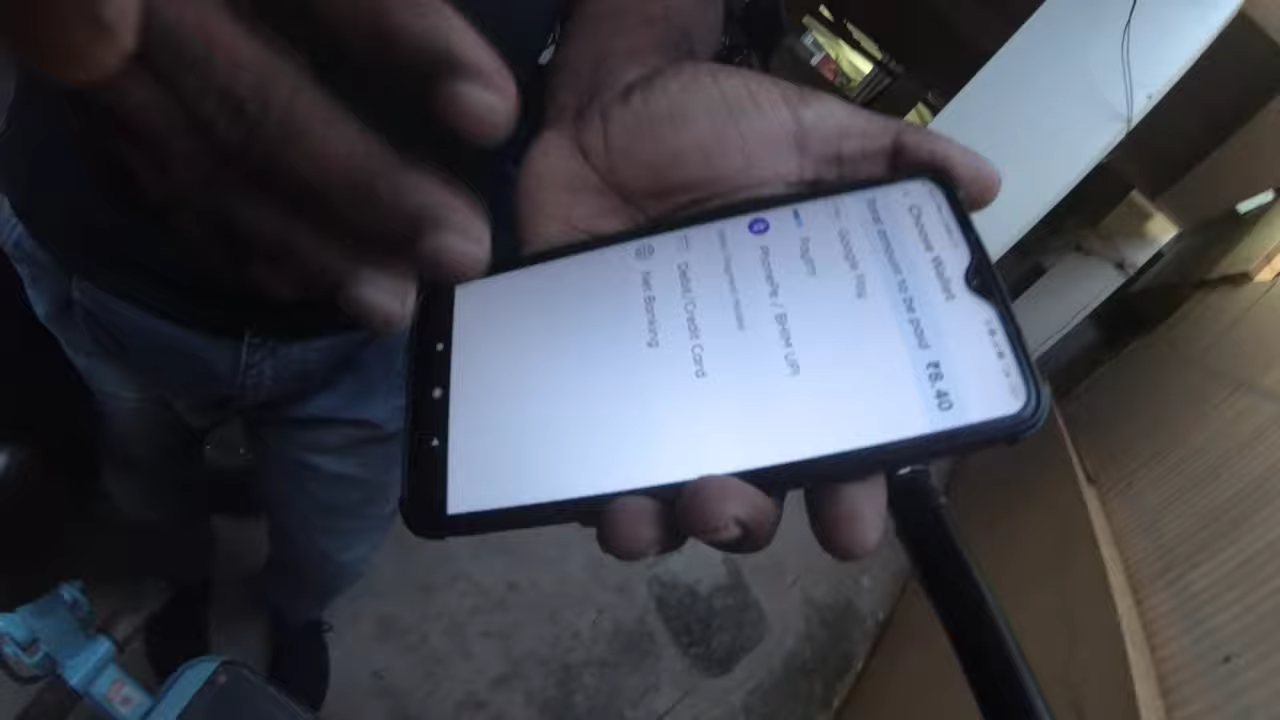 Choose Wallet
Total amount to be paid ₹8.40
Google Pay
Paytm
PhonePe / BHIM UPI
Debit/Credit Card
Net Banking